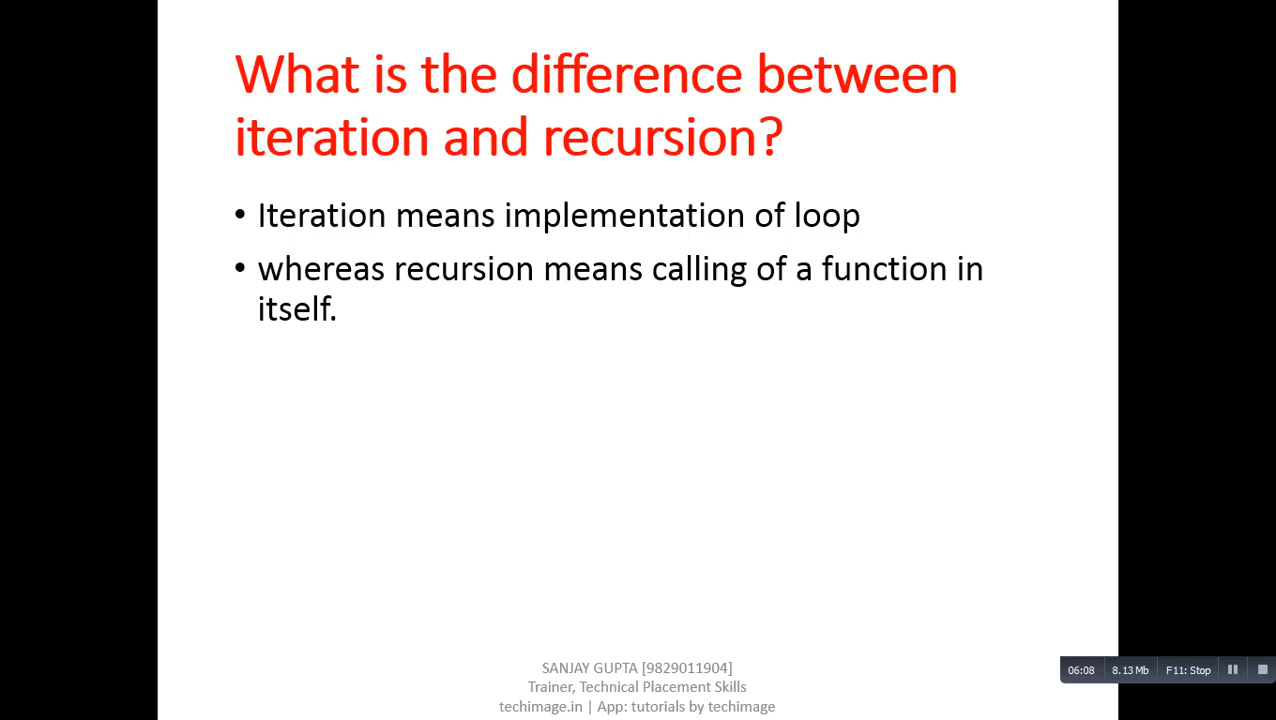 What is the difference between
iteration and recursion?
• Iteration means implementation of loop
• whereas recursion means calling of a function in
itself.
SANJAY GUPTA [9829011904]
Trainer, Technical Placement Skills
techimage.in | App: tutorials by techimage
06:08 8.13 Mb F11: Stop